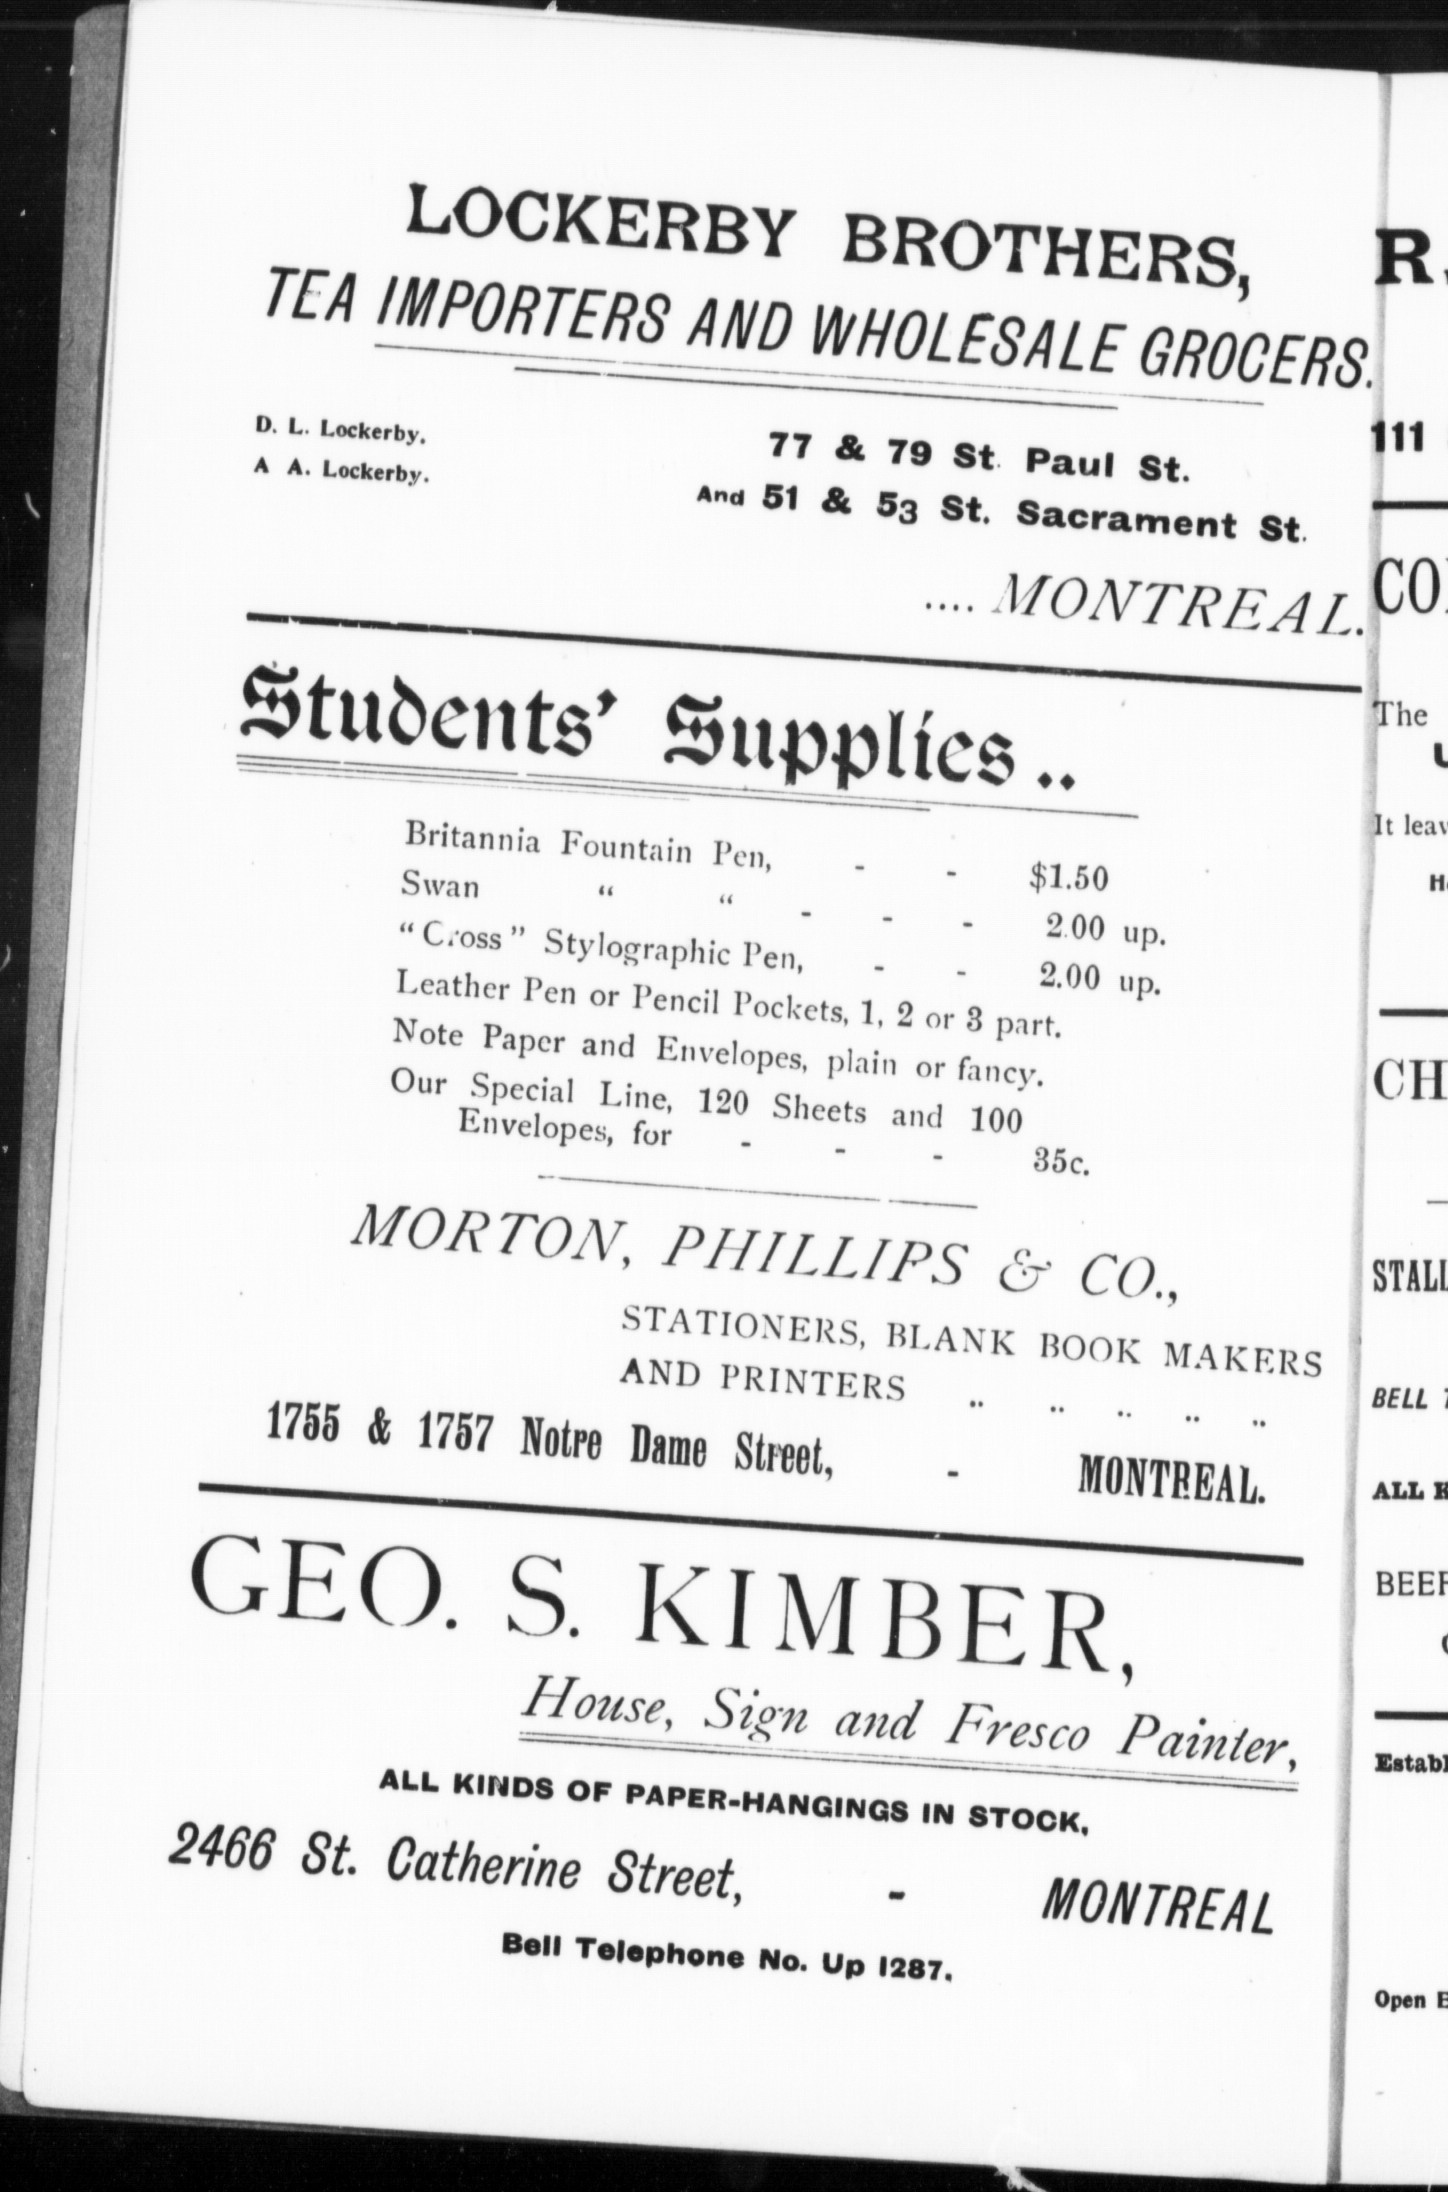 LOCKERBY BROTHERS,
TEA IMPORTERS AND WHOLESALE GROCERS.
D. L. Lockerby.
A A. Lockerby.
77 & 79 St. Paul St.
And 51 & 53 St. Sacrament St.
.... MONTREAL.
Students' Supplies ..
Britannia Fountain Pen, - - $1.50
Swan " " - - - 2.00 up.
"Cross" Stylographic Pen, - - 2.00 up.
Leather Pen or Pencil Pockets, 1, 2 or 3 part.
Note Paper and Envelopes, plain or fancy.
Our Special Line, 120 Sheets and 100
Envelopes, for - - - 35c.
MORTON, PHILLIPS & CO.,
STATIONERS, BLANK BOOK MAKERS
AND PRINTERS .. .. .. .. ..
1755 & 1757 Notre Dame Street, - MONTREAL.
GEO. S. KIMBER,
House, Sign and Fresco Painter,
ALL KINDS OF PAPER-HANGINGS IN STOCK.
2466 St. Catherine Street, - MONTREAL
Bell Telephone No. Up 1287.
R.
111
The
It leav
CH
STALL
BELL
ALL
Open